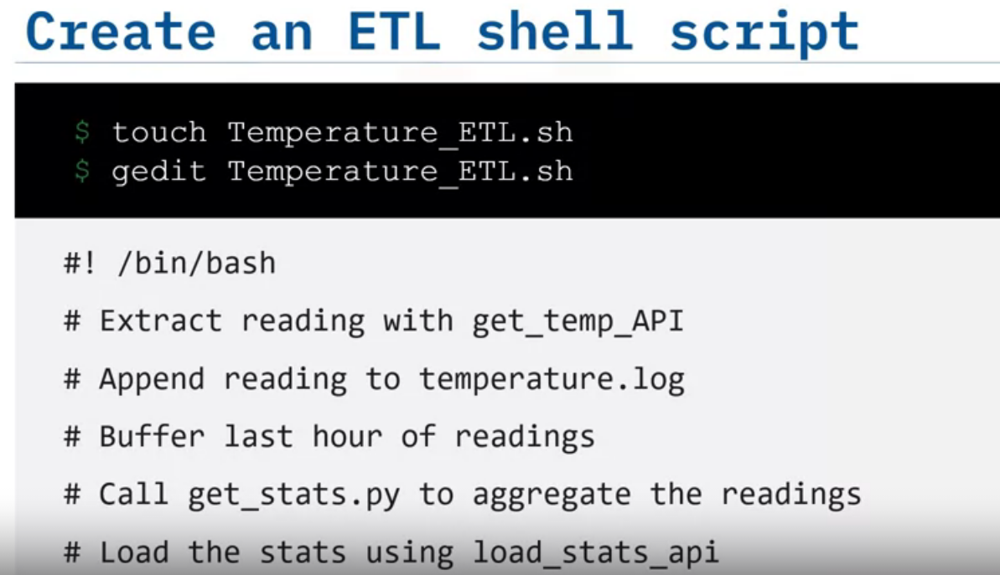 Create an ETL shell script
$ touch Temperature_ETL.sh
$ gedit Temperature_ETL.sh
#! /bin/bash
# Extract reading with get_temp_API
# Append reading to temperature.log
# Buffer last hour of readings
# Call get_stats.py to aggregate the readings
# Load the stats using load_stats_api